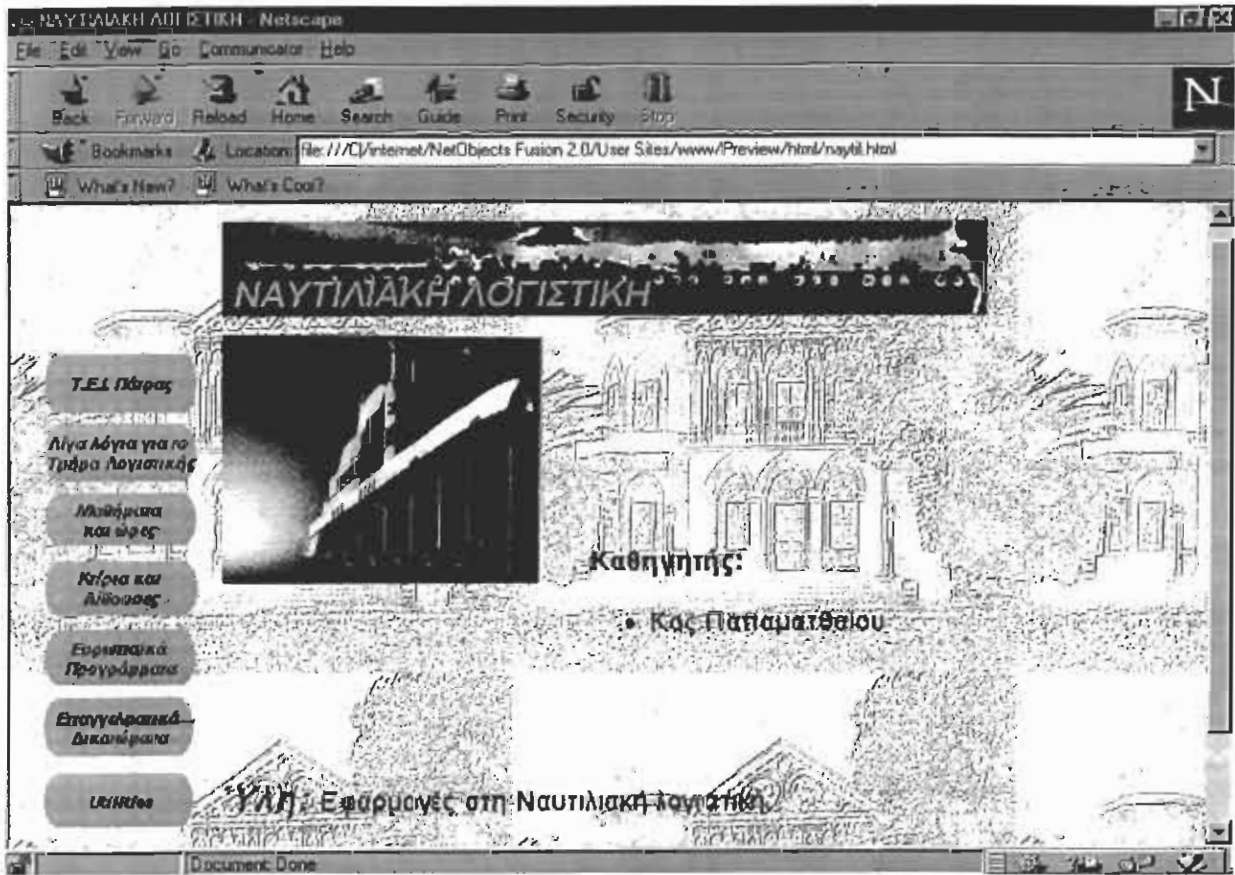 ΝΑΥΤΙΛΙΑΚΗ ΛΟΓΙΣΤΙΚΗ - Netscape
File Edit View Go Communicator Help
Back Forward Reload Home Search Guide Print Security Stop
N
Bookmarks Location: file:///C|/internet/NetObjects Fusion 2.0/User Sites/www/Preview/html/naytil.html
What's New? What's Cool?
ΝΑΥΤΙΛΙΑΚΗ ΛΟΓΙΣΤΙΚΗ
Τ.Ε.Ι. Πάτρας
Λίγα λόγια για το
Τμήμα Λογιστικής
Μαθήματα
και ώρες
Κτίρια και
Αίθουσες
Ευρωπαϊκά
Προγράμματα
Επαγγελματικά
Δικαιώματα
Utilities
Καθηγητής:
• Κος Παπαματθαίου
ΥΛΗ: Εφαρμογές στη Ναυτιλιακή λογιστική.
Document: Done